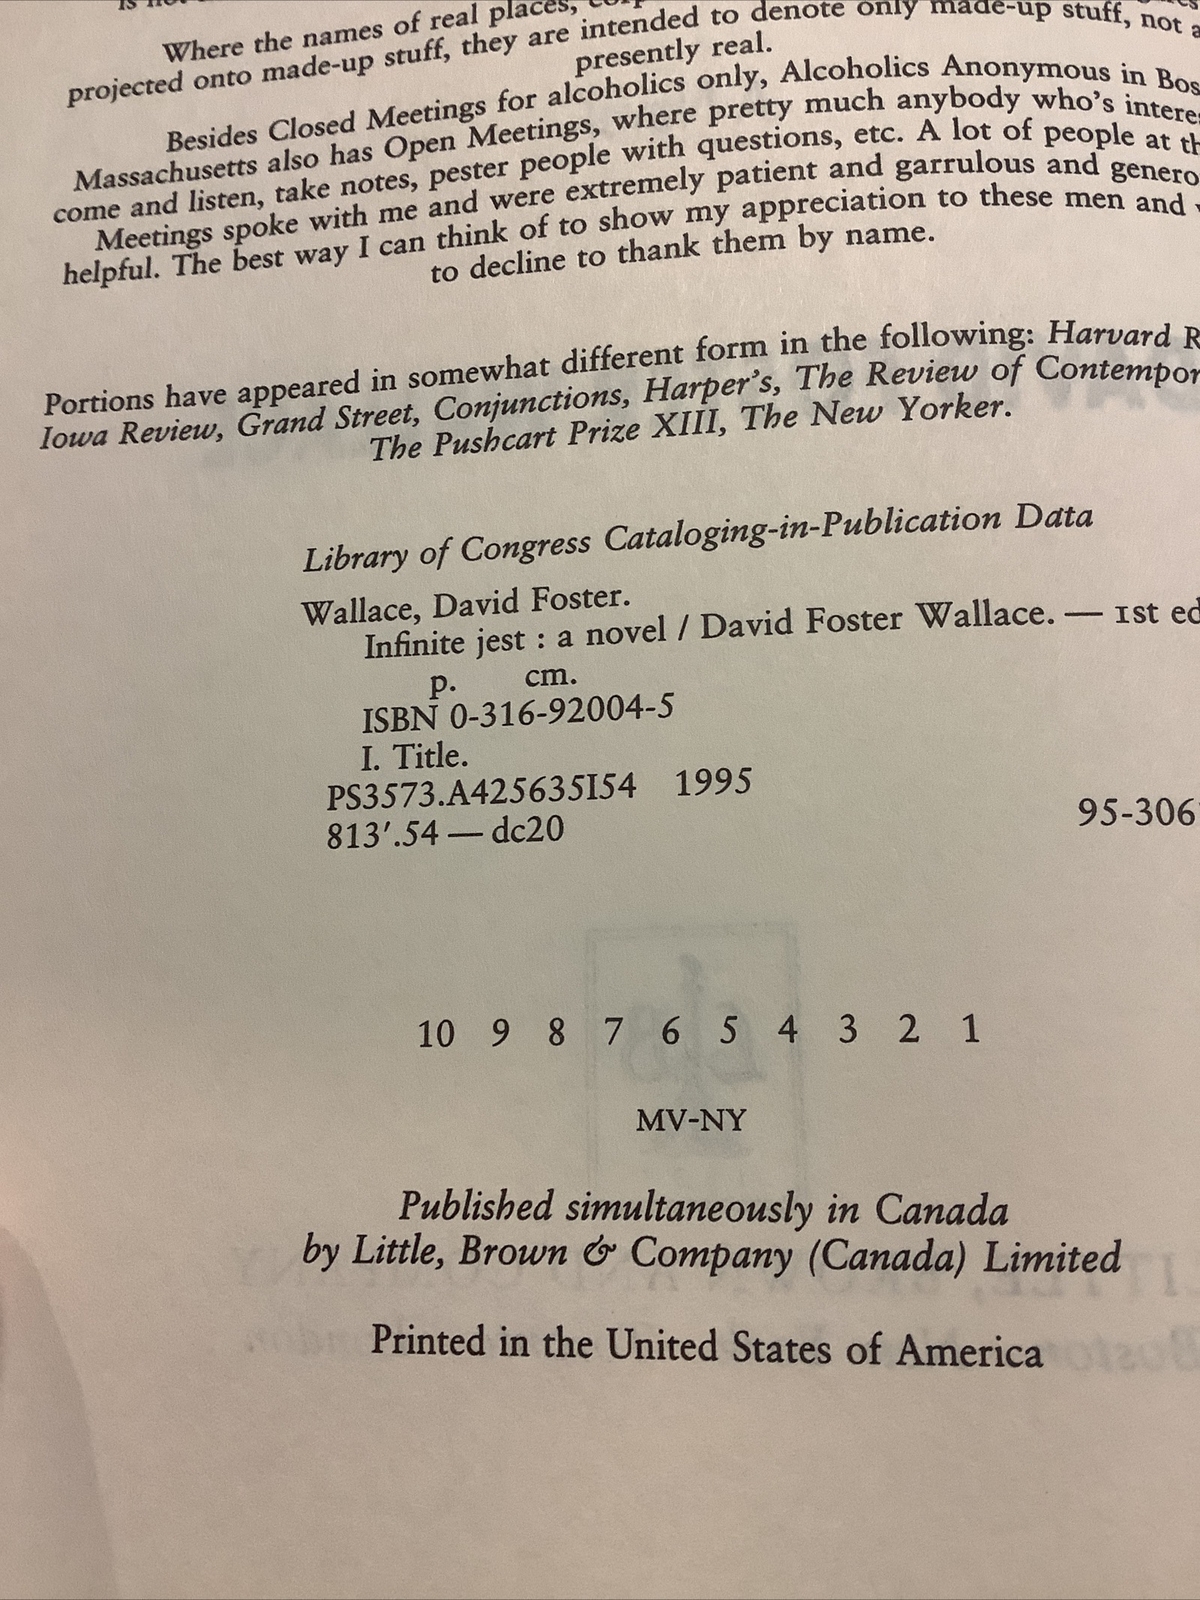 Where the names of real places,
projected onto made-up stuff, they are intended to denote only made-up stuff, not
presently real.
Besides Closed Meetings for alcoholics only, Alcoholics Anonymous in
Massachusetts also has Open Meetings, where pretty much anybody who's
come and listen, take notes, pester people with questions, etc. A lot of people at
Meetings spoke with me and were extremely patient and garrulous and
helpful. The best way I can think of to show my appreciation to these men and
to decline to thank them by name.
Portions have appeared in somewhat different form in the following: Harvard
Iowa Review, Grand Street, Conjunctions, Harper's, The Review of
The Pushcart Prize XIII, The New Yorker.
Library of Congress Cataloging-in-Publication Data
Wallace, David Foster.
Infinite jest : a novel / David Foster Wallace. — 1st ed
p. cm.
ISBN 0-316-92004-5
I. Title.
PS3573.A425635I54 1995
95-306
813'.54 — dc20
10 9 8 7 6 5 4 3 2 1
MV-NY
Published simultaneously in Canada
by Little, Brown & Company (Canada) Limited
Printed in the United States of America